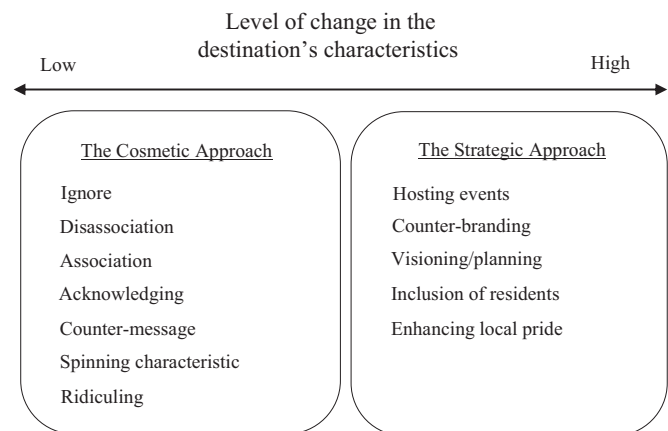 Level of change in the
destination's characteristics
Low
High
The Cosmetic Approach
Ignore
Disassociation
Association
Acknowledging
Counter-message
Spinning characteristic
Ridiculing
The Strategic Approach
Hosting events
Counter-branding
Visioning/planning
Inclusion of residents
Enhancing local pride